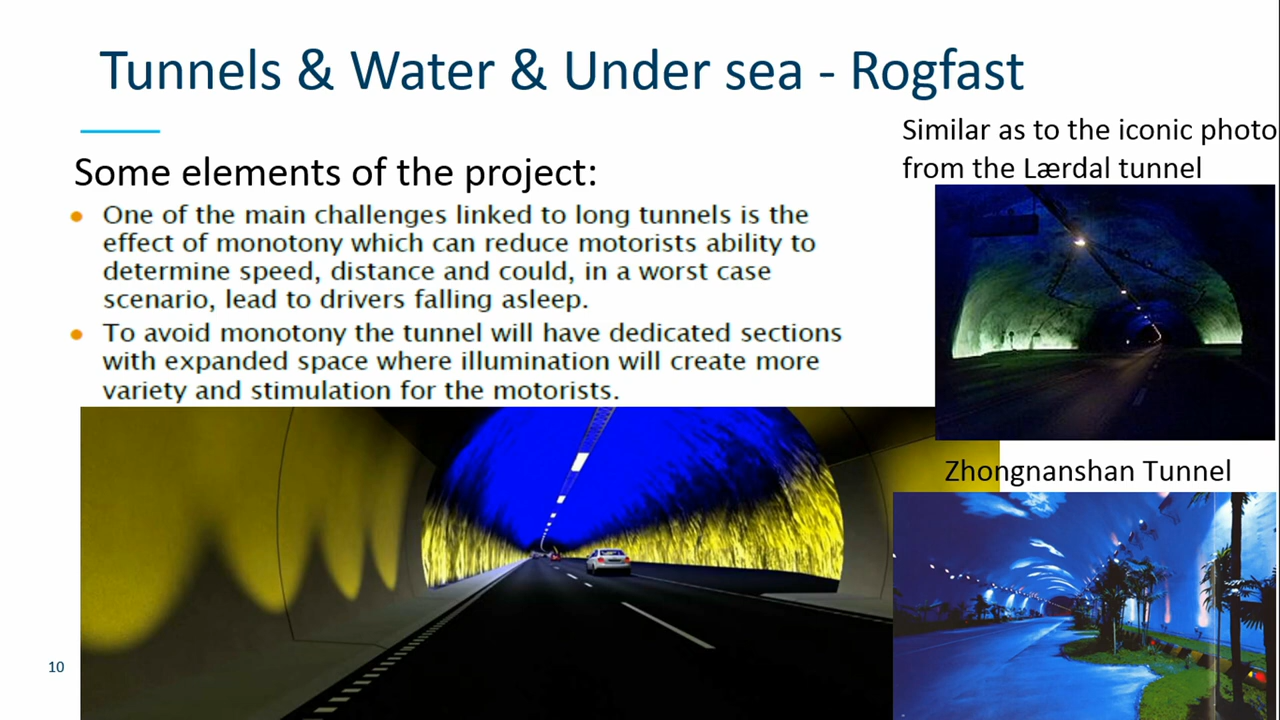 Tunnels & Water & Under sea - Rogfast
Similar as to the iconic photo
from the Lærdal tunnel
Some elements of the project:
One of the main challenges linked to long tunnels is the
effect of monotony which can reduce motorists ability to
determine speed, distance and could, in a worst case
scenario, lead to drivers falling asleep.
To avoid monotony the tunnel will have dedicated sections
with expanded space where illumination will create more
variety and stimulation for the motorists.
Zhongnanshan Tunnel
10